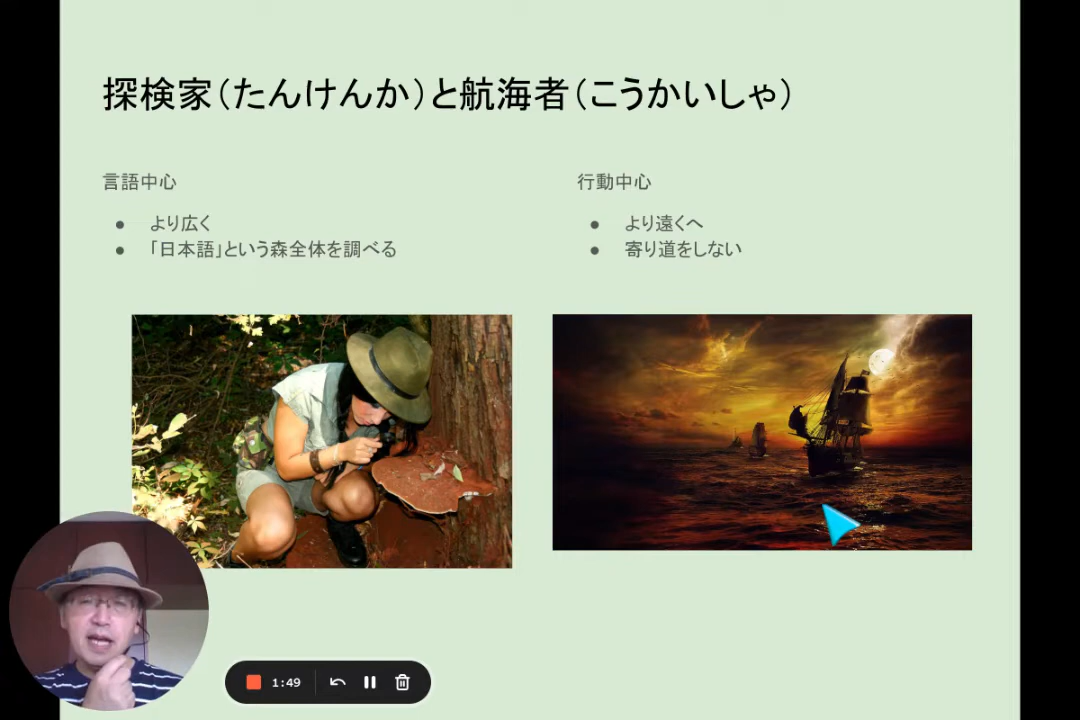 探検家（たんけんか）と航海者（こうかいしゃ）
言語中心
● より広く
● 「日本語」という森全体を調べる
行動中心
● より遠くへ
● 寄り道をしない
1:49